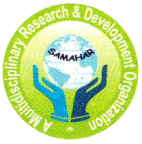 A Multidisciplinary Research & Development Organization
SAMAHAR